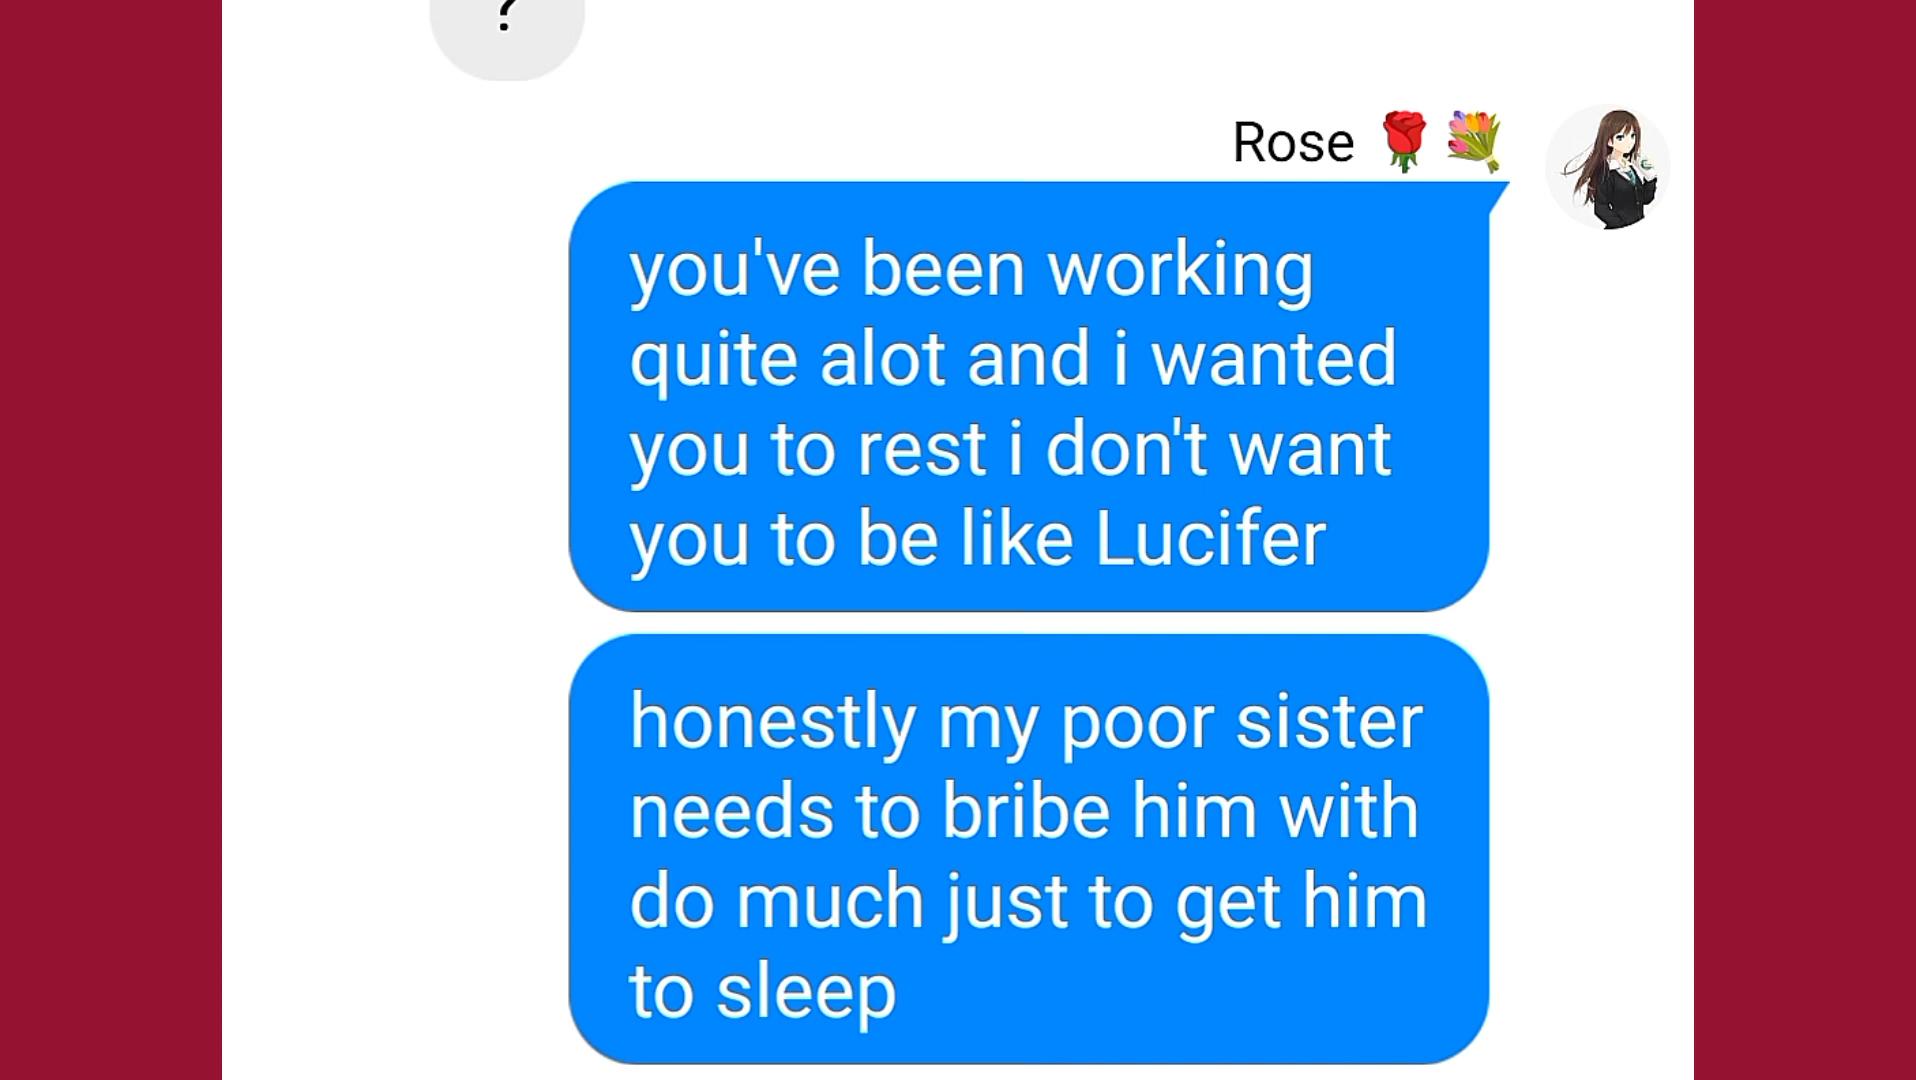 ?
Rose 🌹 💐
you've been working
quite alot and i wanted
you to rest i don't want
you to be like Lucifer
honestly my poor sister
needs to bribe him with
do much just to get him
to sleep